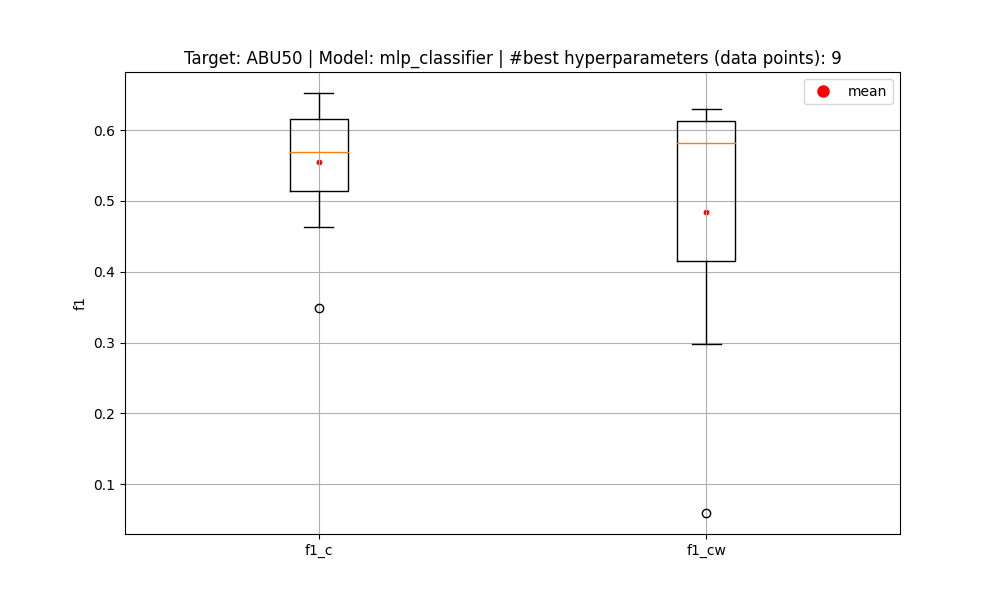 Target: ABU50 | Model: mlp_classifier | #best hyperparameters (data points): 9
mean
0.6
0.5
0.4
0.3
0.2
0.1
f1
f1_c
f1_cw